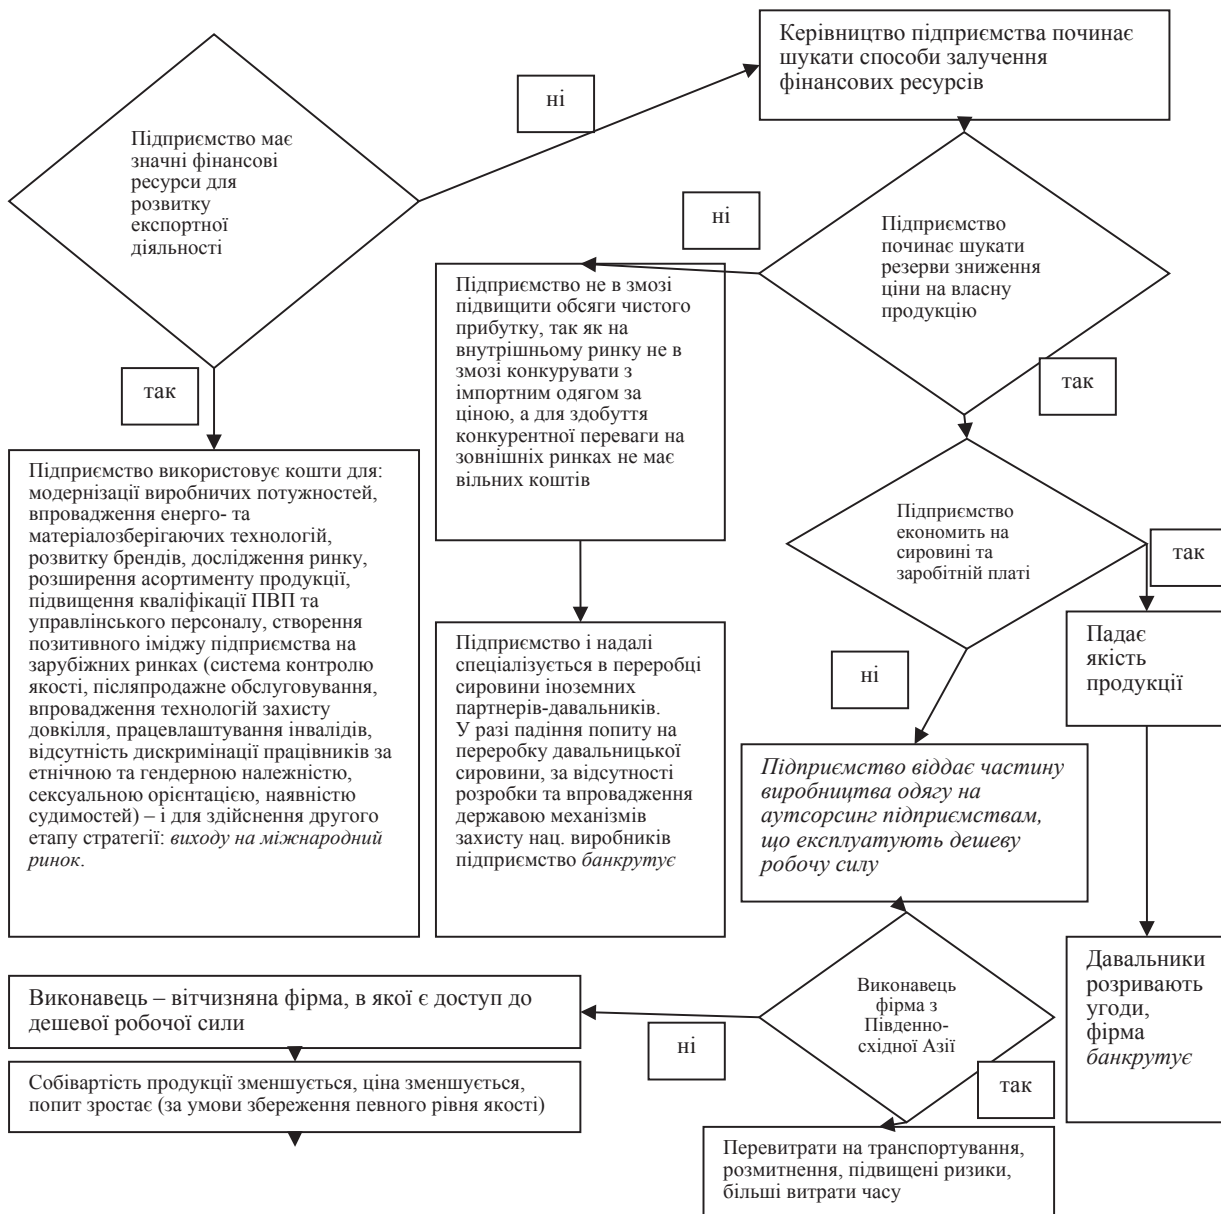 Підприємство має
значні фінансові
ресурси для
розвитку
експортної
діяльності
ні
Керівництво підприємства починає
шукати способи залучення
фінансових ресурсів
так
Підприємство використовує кошти для:
модернізації виробничих потужностей,
впровадження енерго- та
матеріалозберігаючих технологій,
розвитку брендів, дослідження ринку,
розширення асортименту продукції,
підвищення кваліфікації ПВП та
управлінського персоналу, створення
позитивного іміджу підприємства на
зарубіжних ринках (система контролю
якості, післяпродажне обслуговування,
впровадження технологій захисту
довкілля, працевлаштування інвалідів,
відсутність дискримінації працівників за
етнічною та гендерною належністю,
сексуальною орієнтацією, наявністю
судимостей) – і для здійснення другого
етапу стратегії: виходу на міжнародний
ринок.
Підприємство
починає шукати
резерви зниження
ціни на власну
продукцію
ні
Підприємство не в змозі
підвищити обсяги чистого
прибутку, так як на
внутрішньому ринку не в
змозі конкурувати з
імпортним одягом за
ціною, а для здобуття
конкурентної переваги на
зовнішніх ринках не має
вільних коштів
Підприємство і надалі
спеціалізується в переробці
сировини іноземних
партнерів-давальників.
У разі падіння попиту на
переробку давальницької
сировини, за відсутності
розробки та впровадження
державою механізмів
захисту нац. виробників
підприємство банкрутує
так
Підприємство
економить на
сировині та
заробітній платі
так
Падає
якість
продукції
Давальники
розривають
угоди,
фірма
банкрутує
ні
Підприємство віддає частину
виробництва одягу на
аутсорсинг підприємствам,
що експлуатують дешеву
робочу силу
Виконавець
фірма з
Південно-
східної Азії
ні
Виконавець – вітчизняна фірма, в якої є доступ до
дешевої робочої сили
Собівартість продукції зменшується, ціна зменшується,
попит зростає (за умови збереження певного рівня якості)
так
Перевитрати на транспортування,
розмитнення, підвищені ризики,
більші витрати часу